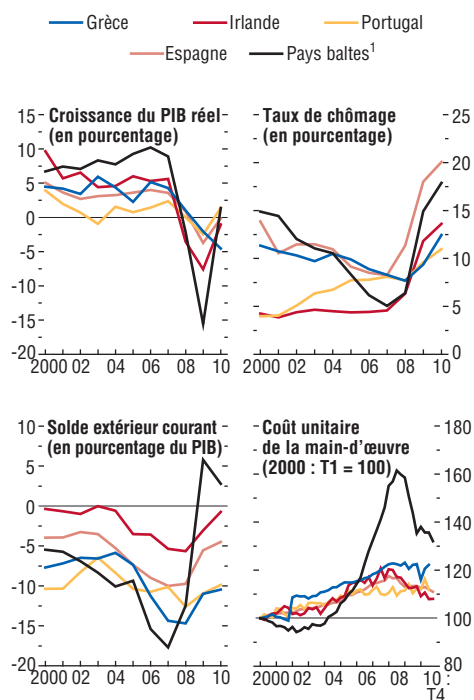 Grèce Irlande Portugal
Espagne Pays baltes¹
Croissance du PIB réel
(en pourcentage)
15
10
5
0
-5
-10
-15
-20
2000 02 04 06 08 10
Taux de chômage
(en pourcentage)
25
20
15
10
5
0
2000 02 04 06 08 10
Solde extérieur courant
(en pourcentage du PIB)
10
5
0
-5
-10
-15
-20
2000 02 04 06 08 10
Coût unitaire
de la main-d'œuvre
(2000 : T1 = 100)
180
160
140
120
100
80
2000 02 04 06 08 10 :
T4